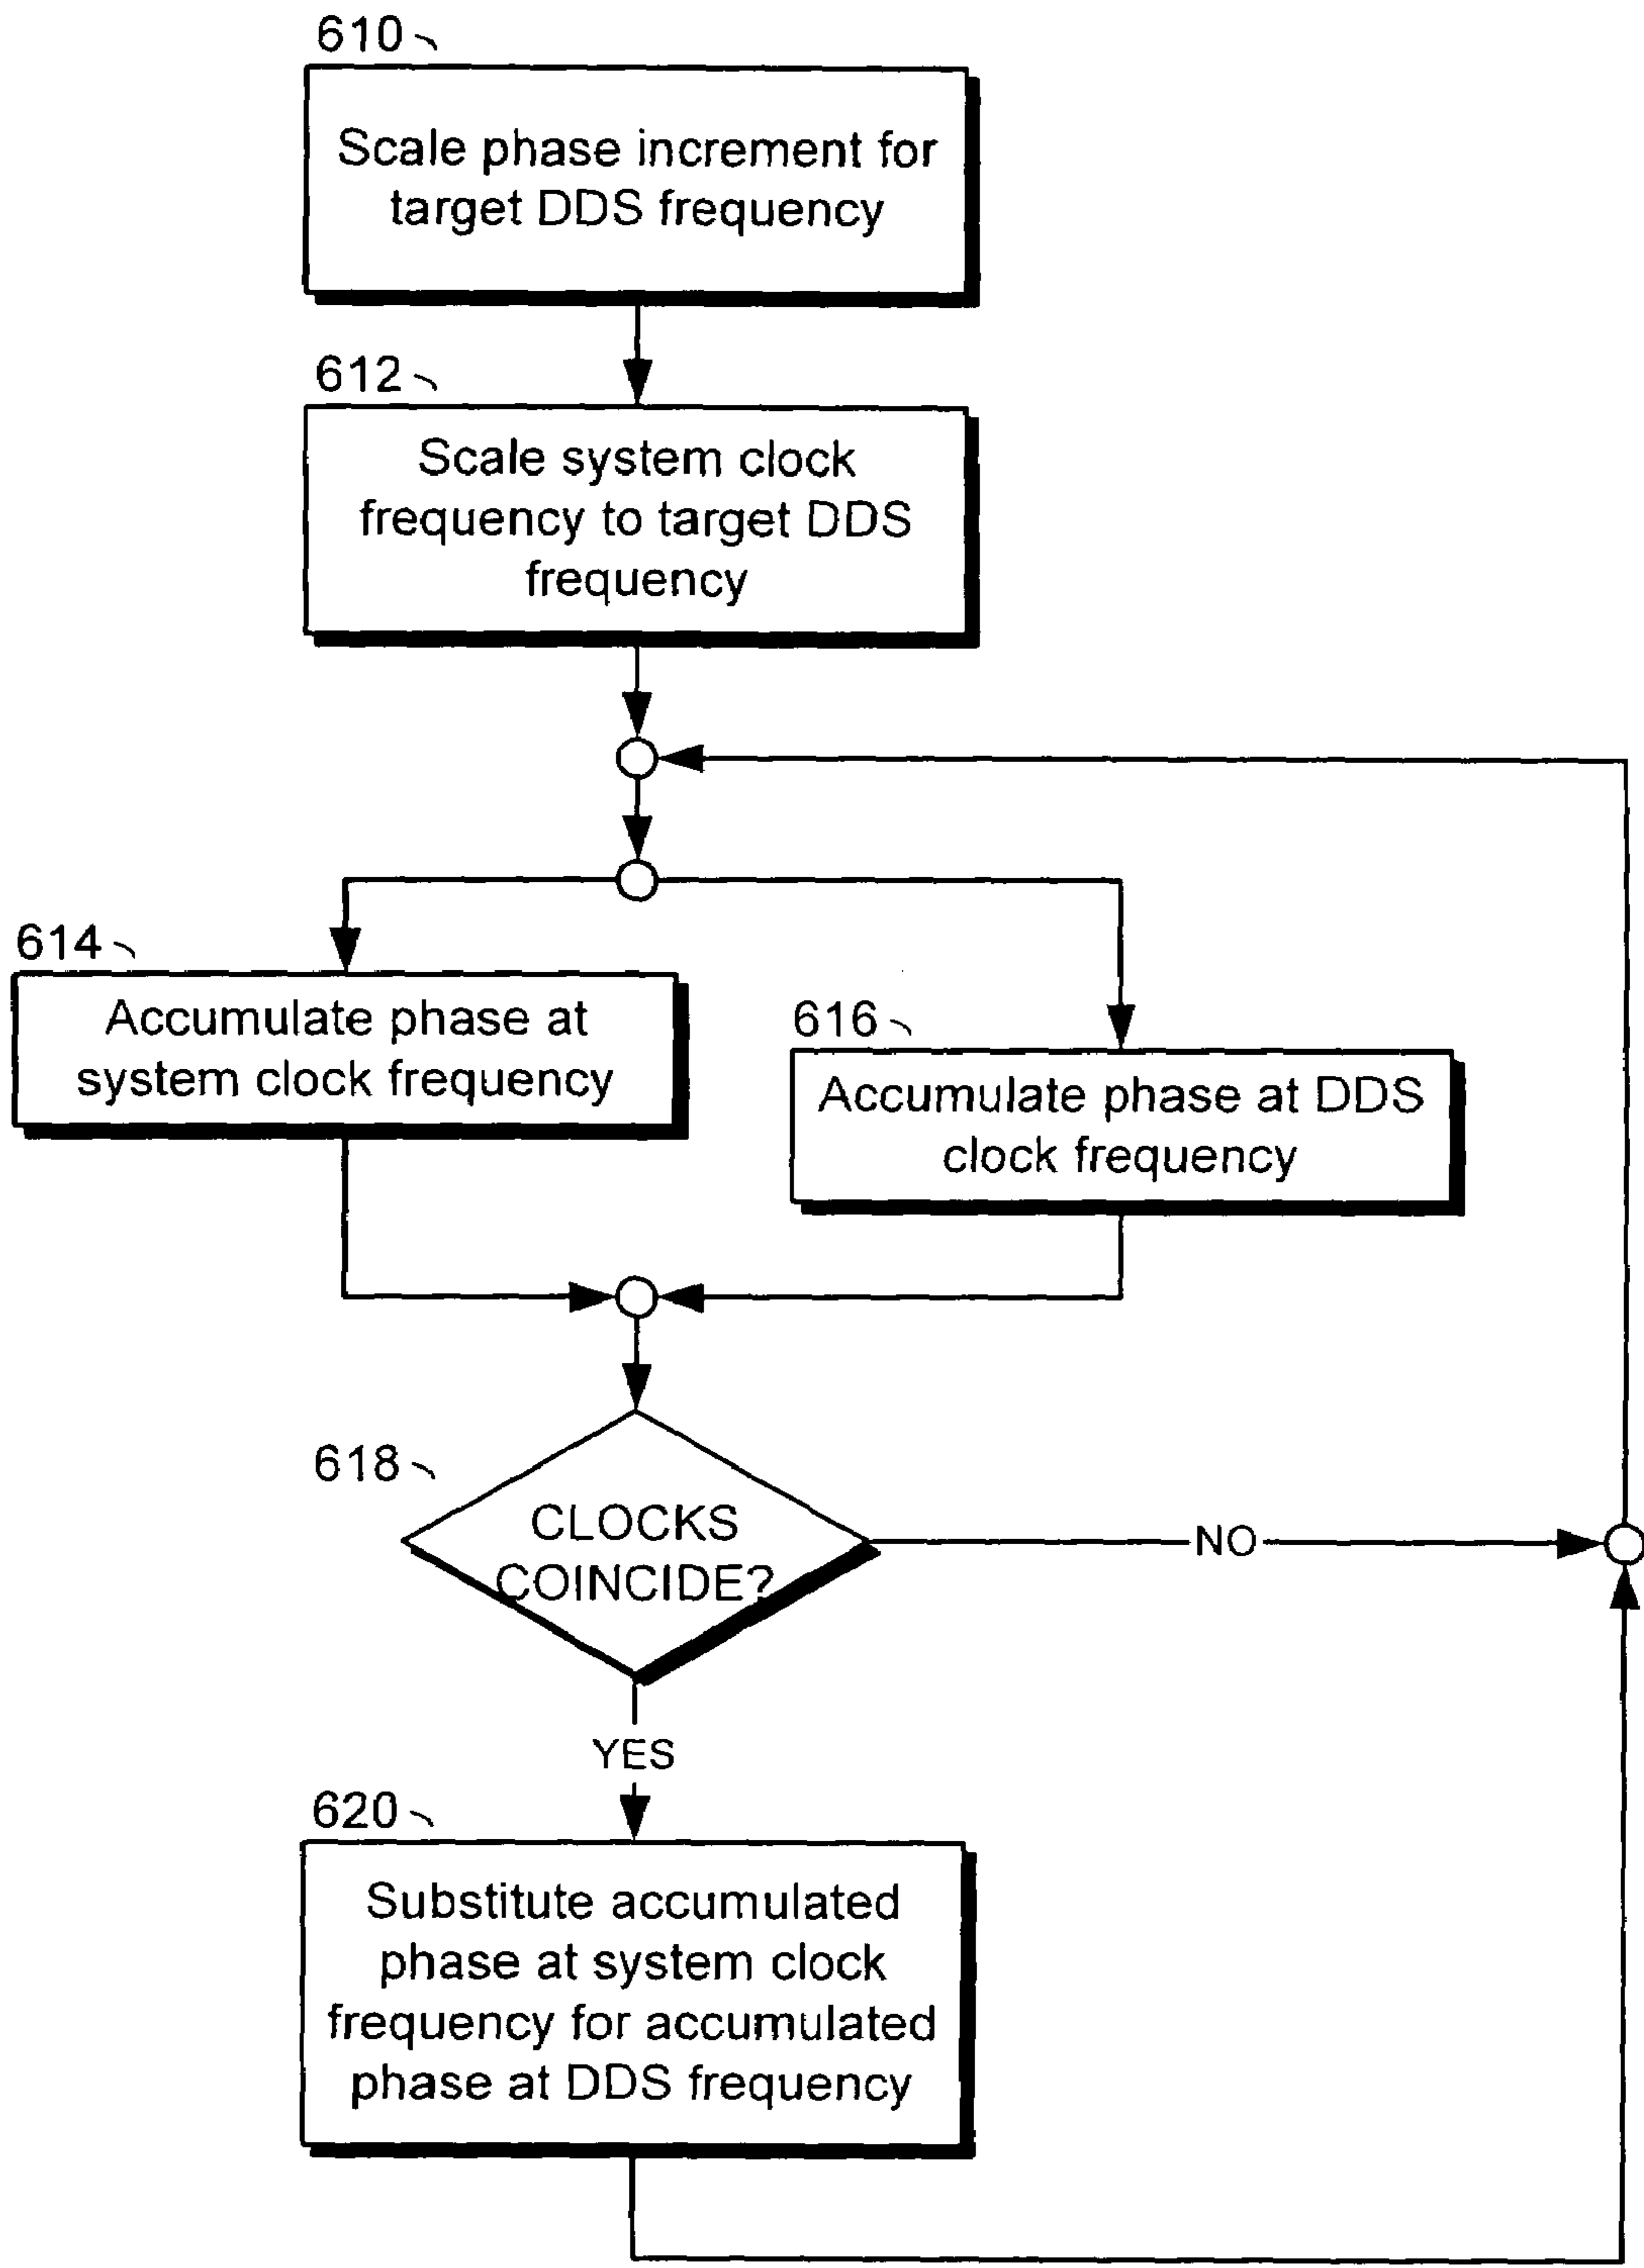 610
Scale phase increment for
target DDS frequency
612
Scale system clock
frequency to target DDS
frequency
614
Accumulate phase at
system clock frequency
616
Accumulate phase at DDS
clock frequency
618
CLOCKS
COINCIDE?
NO
YES
620
Substitute accumulated
phase at system clock
frequency for accumulated
phase at DDS frequency